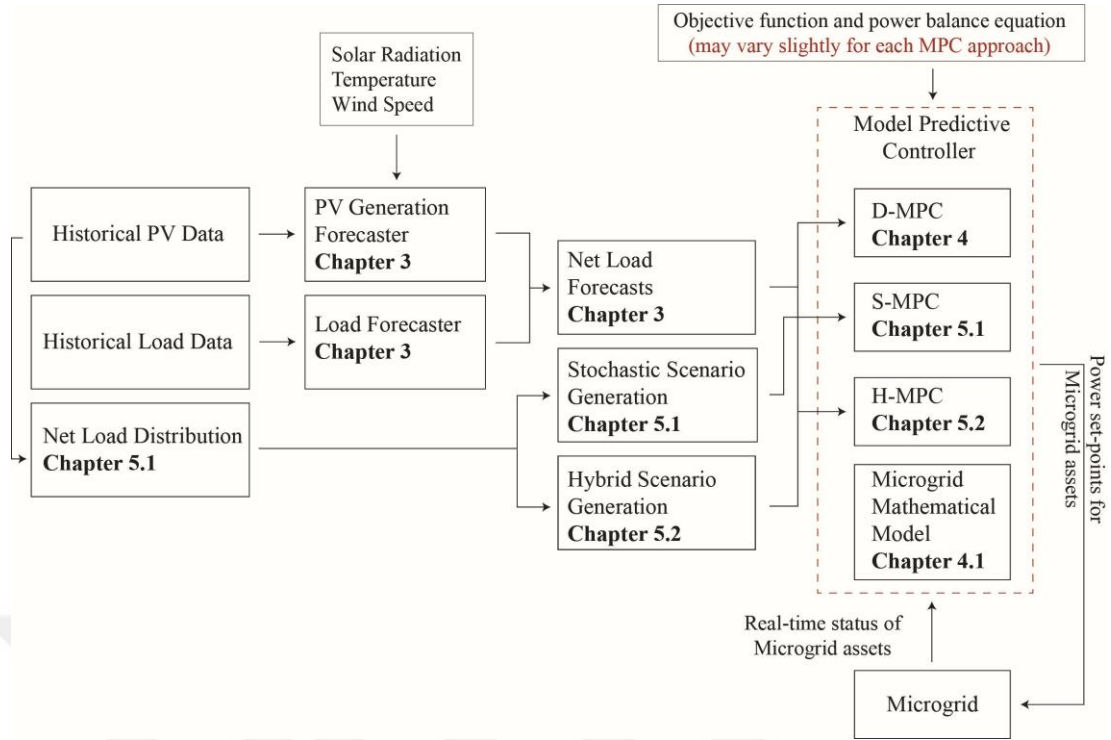 Objective function and power balance equation
(may vary slightly for each MPC approach)
Solar Radiation
Temperature
Wind Speed
Model Predictive
Controller
Historical PV Data
PV Generation
Forecaster
Chapter 3
D-MPC
Chapter 4
Net Load
Forecasts
Chapter 3
Historical Load Data
Load Forecaster
Chapter 3
S-MPC
Chapter 5.1
Stochastic Scenario
Generation
Chapter 5.1
H-MPC
Chapter 5.2
Net Load Distribution
Chapter 5.1
Hybrid Scenario
Generation
Chapter 5.2
Microgrid
Mathematical
Model
Chapter 4.1
Power set-points for
Microgrid assets
Real-time status of
Microgrid assets
Microgrid